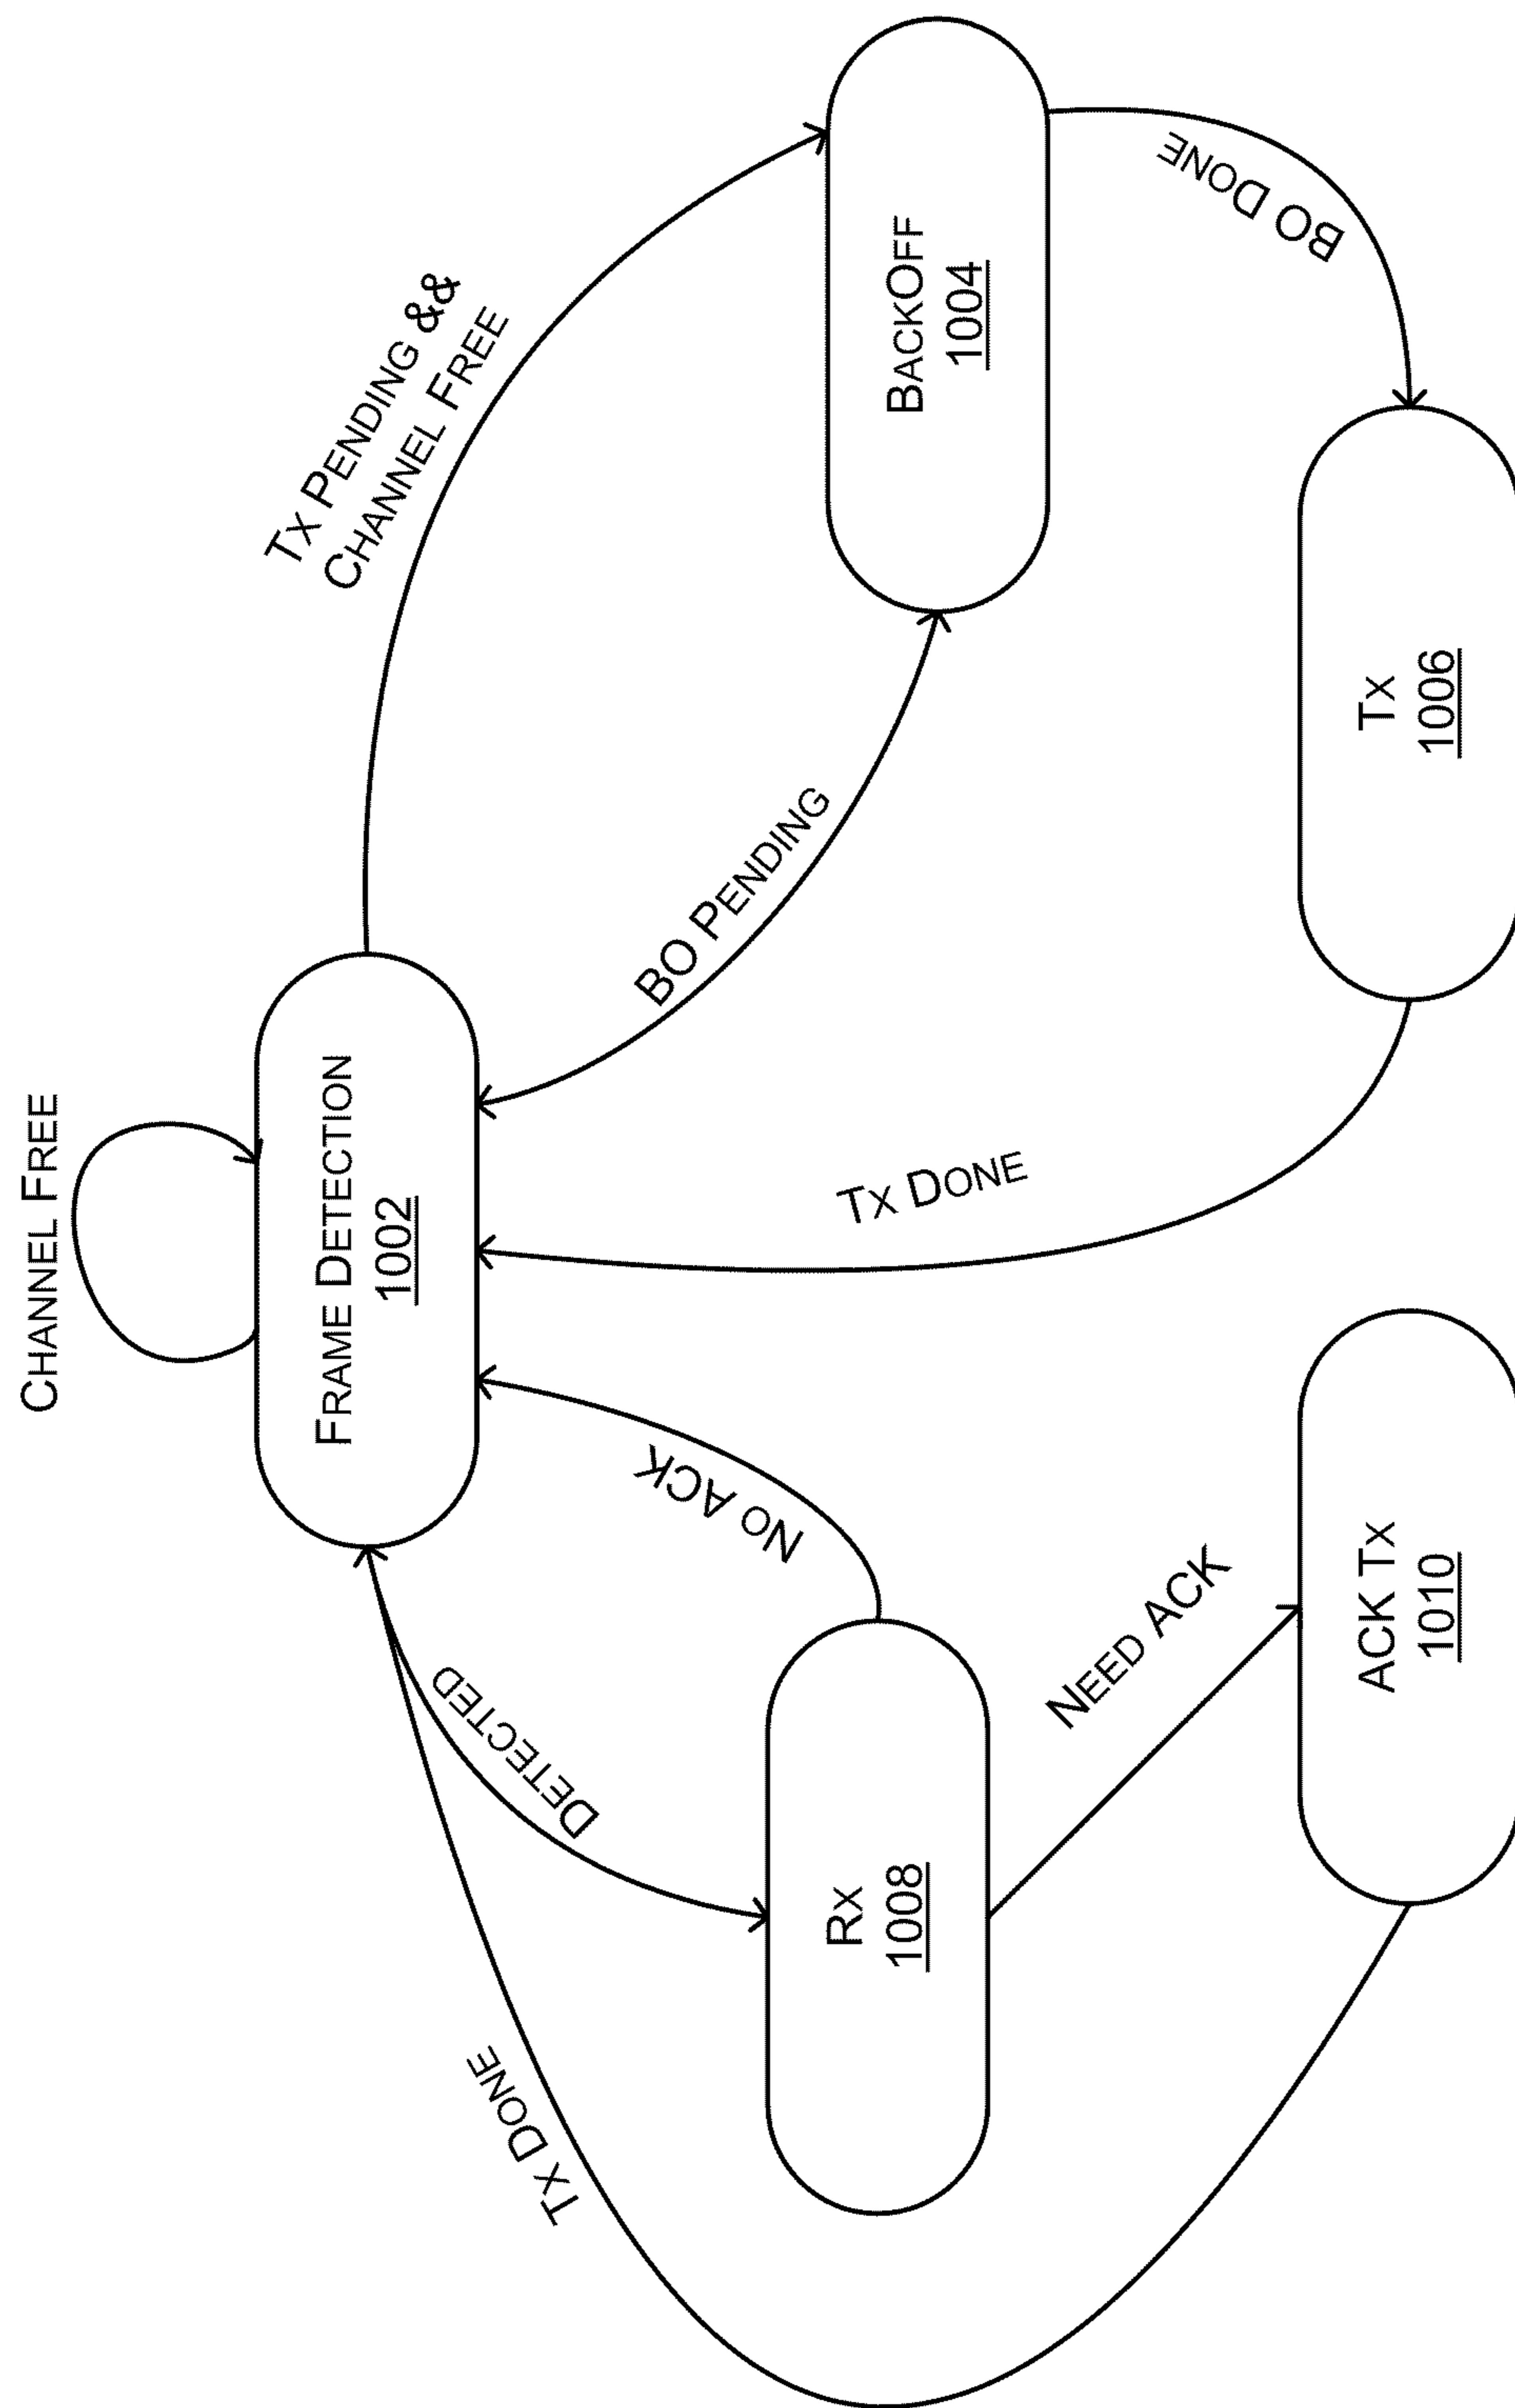 CHANNEL FREE
FRAME DETECTION
1002
TX PENDING &&
CHANNEL FREE
BO PENDING
BACKOFF
1004
BO DONE
TX
1006
TX DONE
NO ACK
DETECTED
RX
1008
NEED ACK
ACK TX
1010
TX DONE